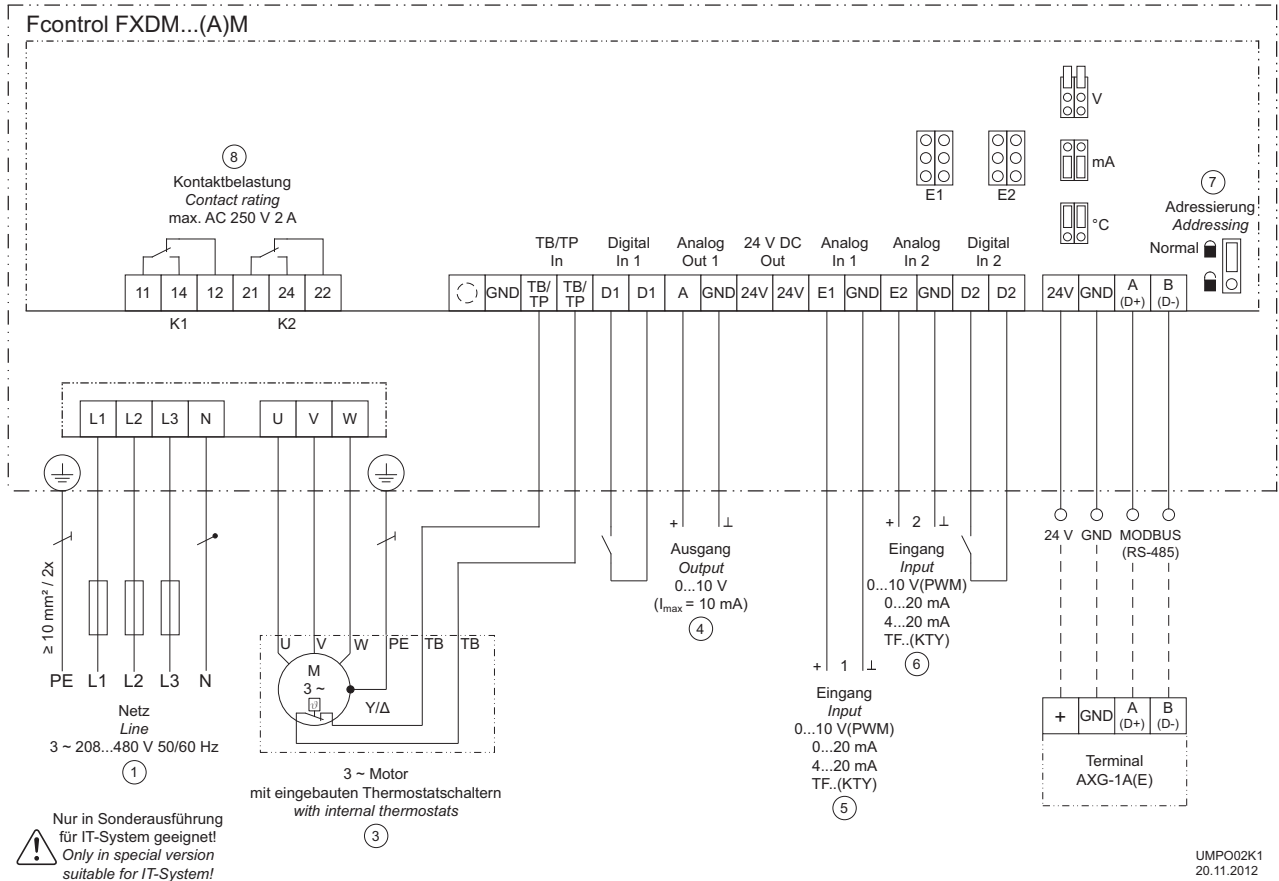 Fcontrol FXDM...(A)M
8
Kontaktbelastung
Contact rating
max. AC 250 V 2 A
11 14 12 21 24 22
K1 K2
E1 E2
V
mA
°C
7
Adressierung
Addressing
Normal
TB/TP
In
Digital
In 1
Analog
Out 1
24 V DC
Out
Analog
In 1
Analog
In 2
Digital
In 2
GND TB/TP TB/TP D1 D1 A GND 24V 24V E1 GND E2 GND D2 D2
24V GND A (D+) B (D-)
L1 L2 L3 N U V W
≥ 10 mm² / 2x
PE L1 L2 L3 N
Netz
Line
3 ~ 208...480 V 50/60 Hz
1
Nur in Sonderausführung
für IT-System geeignet!
Only in special version
suitable for IT-System!
U V W PE TB TB
M
3 ~
ϑ
Y/Δ
3 ~ Motor
mit eingebauten Thermostatschaltern
with internal thermostats
3
+ ⊥
Ausgang
Output
0...10 V
(Imax = 10 mA)
4
+ 1 ⊥
Eingang
Input
0...10 V(PWM)
0...20 mA
4...20 mA
TF..(KTY)
5
+ 2 ⊥
Eingang
Input
0...10 V(PWM)
0...20 mA
4...20 mA
TF..(KTY)
6
24 V GND MODBUS
(RS-485)
+ GND A (D+) B (D-)
Terminal
AXG-1A(E)
UMPO02K1
20.11.2012